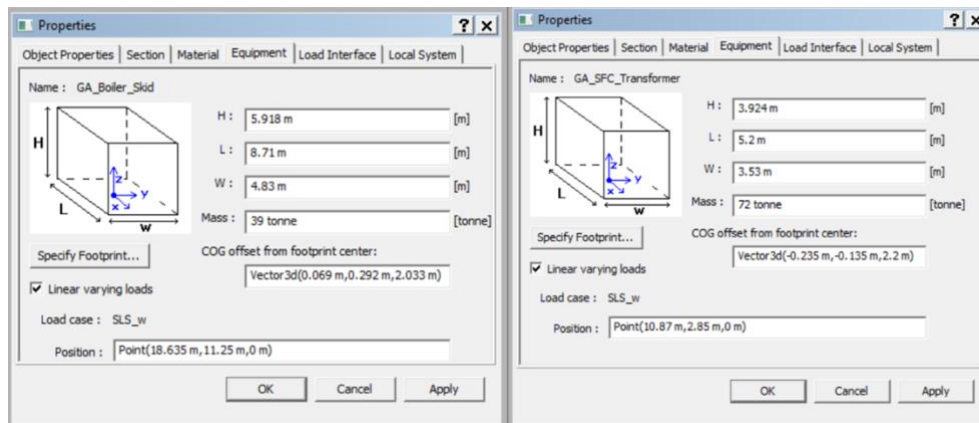 Properties
? x
Object Properties Section Material Equipment Load Interface Local System
Name : GA_Boiler_Skid
H
L
W
z
y
x
H : 5.918 m [m]
L : 8.71 m [m]
W : 4.83 m [m]
Mass : 39 tonne [tonne]
Specify Footprint...
COG offset from footprint center:
Vector3d(0.069 m,0.292 m,2.033 m)
Linear varying loads
Load case : SLS_w
Position : Point(18.635 m,11.25 m,0 m)
OK Cancel Apply
Properties
? x
Object Properties Section Material Equipment Load Interface Local System
Name : GA_SFC_Transformer
H
L
W
z
y
x
H : 3.924 m [m]
L : 5.2 m [m]
W : 3.53 m [m]
Mass : 72 tonne [tonne]
Specify Footprint...
COG offset from footprint center:
Vector3d(-0.235 m,-0.135 m,2.2 m)
Linear varying loads
Load case : SLS_w
Position : Point(10.87 m,2.85 m,0 m)
OK Cancel Apply